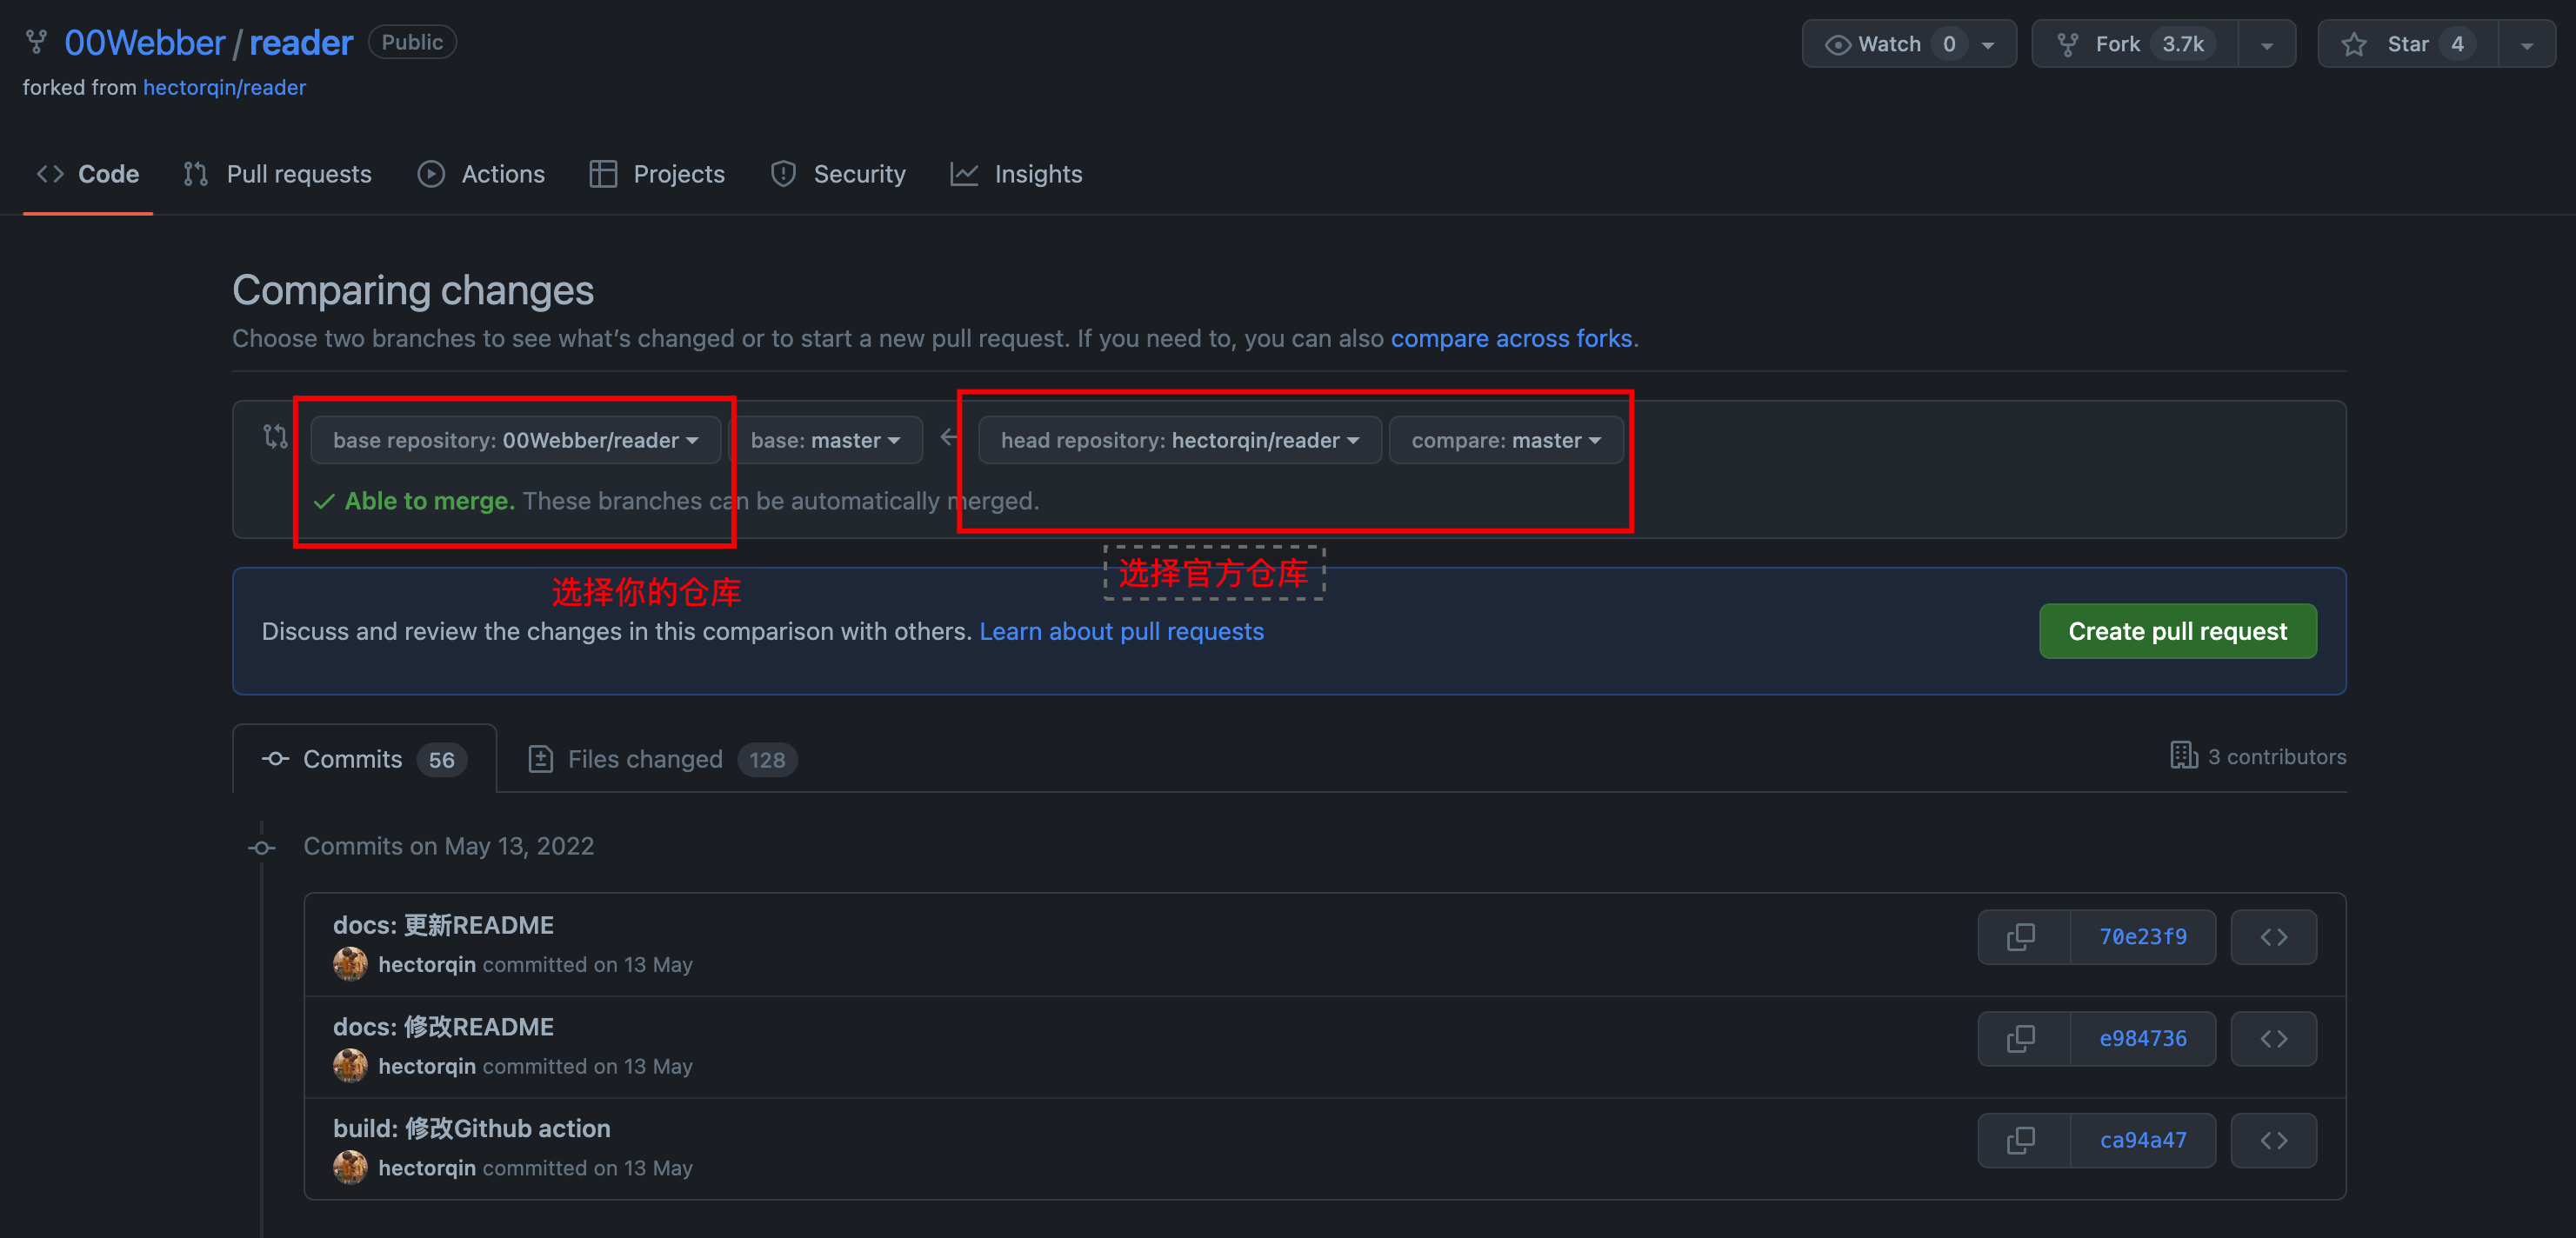 00Webber / reader Public
Watch 0 Fork 3.7k Star 4
forked from hectorqin/reader
Code Pull requests Actions Projects Security Insights
Comparing changes
Choose two branches to see what’s changed or to start a new pull request. If you need to, you can also compare across forks.
base repository: 00Webber/reader base: master head repository: hectorqin/reader compare: master
Able to merge. These branches can be automatically merged.
选择官方仓库
选择你的仓库
Discuss and review the changes in this comparison with others. Learn about pull requests
Create pull request
Commits 56 Files changed 128
3 contributors
Commits on May 13, 2022
docs: 更新README
70e23f9
hectorqin committed on 13 May
docs: 修改README
e984736
hectorqin committed on 13 May
build: 修改Github action
ca94a47
hectorqin committed on 13 May